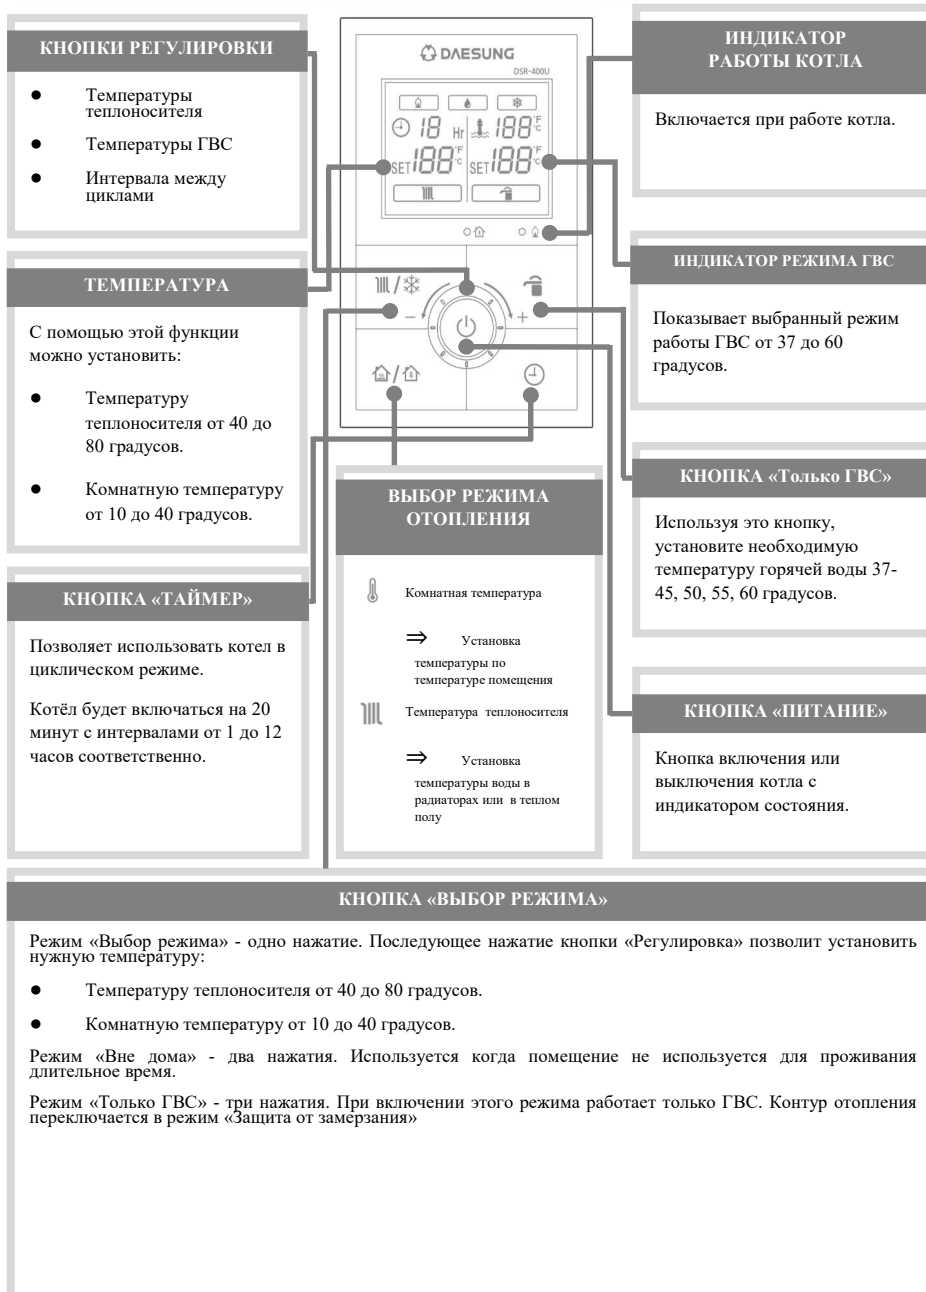 КНОПКИ РЕГУЛИРОВКИ
● Температуры
теплоносителя
● Температуры ГВС
● Интервала между
циклами
ТЕМПЕРАТУРА
С помощью этой функции
можно установить:
● Температуру
теплоносителя от 40 до
80 градусов.
● Комнатную температуру
от 10 до 40 градусов.
КНОПКА «ТАЙМЕР»
Позволяет использовать котел в
циклическом режиме.
Котёл будет включаться на 20
минут с интервалами от 1 до 12
часов соответственно.
DAESUNG
DSR-400U
18 Hr 188 °F °C
SET 188 °F °C SET 188 °F °C
/
− +
/
ВЫБОР РЕЖИМА
ОТОПЛЕНИЯ
Комнатная температура
⇒ Установка
температуры по
температуре помещения
Температура теплоносителя
⇒ Установка
температуры воды в
радиаторах или в теплом
полу
ИНДИКАТОР
РАБОТЫ КОТЛА
Включается при работе котла.
ИНДИКАТОР РЕЖИМА ГВС
Показывает выбранный режим
работы ГВС от 37 до 60
градусов.
КНОПКА «Только ГВС»
Используя это кнопку,
установите необходимую
температуру горячей воды 37-
45, 50, 55, 60 градусов.
КНОПКА «ПИТАНИЕ»
Кнопка включения или
выключения котла с
индикатором состояния.
КНОПКА «ВЫБОР РЕЖИМА»
Режим «Выбор режима» - одно нажатие. Последующее нажатие кнопки «Регулировка» позволит установить
нужную температуру:
● Температуру теплоносителя от 40 до 80 градусов.
● Комнатную температуру от 10 до 40 градусов.
Режим «Вне дома» - два нажатия. Используется когда помещение не используется для проживания
длительное время.
Режим «Только ГВС» - три нажатия. При включении этого режима работает только ГВС. Контур отопления
переключается в режим «Защита от замерзания»